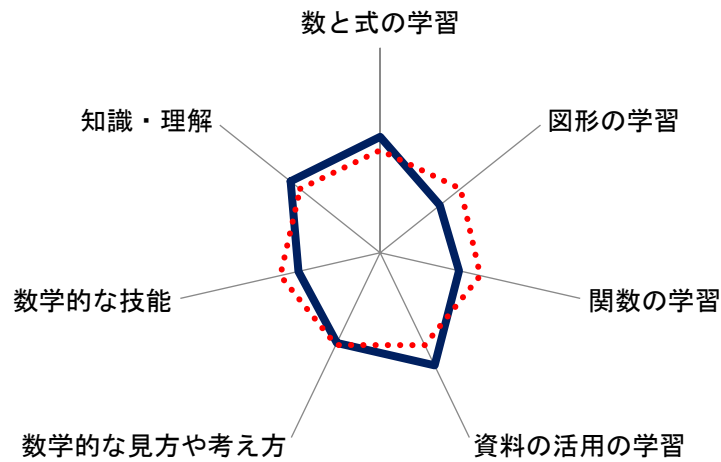 数と式の学習
図形の学習
関数の学習
資料の活用の学習
数学的な見方や考え方
数学的な技能
知識・理解